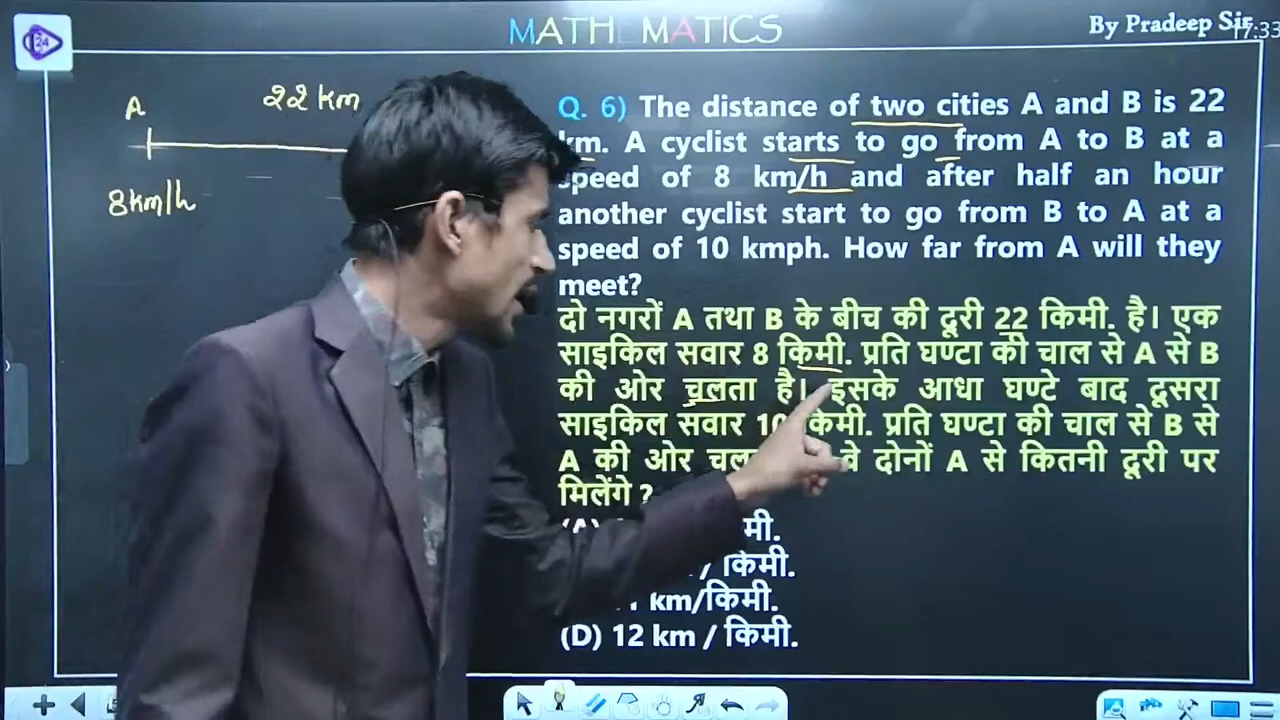 24
MATHEMATICS
By Pradeep Sir
17:33
A 22 km
8km/h
Q. 6) The distance of two cities A and B is 22
km. A cyclist starts to go from A to B at a
speed of 8 km/h and after half an hour
another cyclist start to go from B to A at a
speed of 10 kmph. How far from A will they
meet?
दो नगरों A तथा B के बीच की दूरी 22 किमी. है। एक
साइकिल सवार 8 किमी. प्रति घण्टा की चाल से A से B
की ओर चलता है। इसके आधा घण्टे बाद दूसरा
साइकिल सवार 10 किमी. प्रति घण्टा की चाल से B से
A की ओर वे दोनों A से कितनी दूरी पर
मिलेंगे ?
(A) मी.
/ किमी.
km/किमी.
(D) 12 km / किमी.